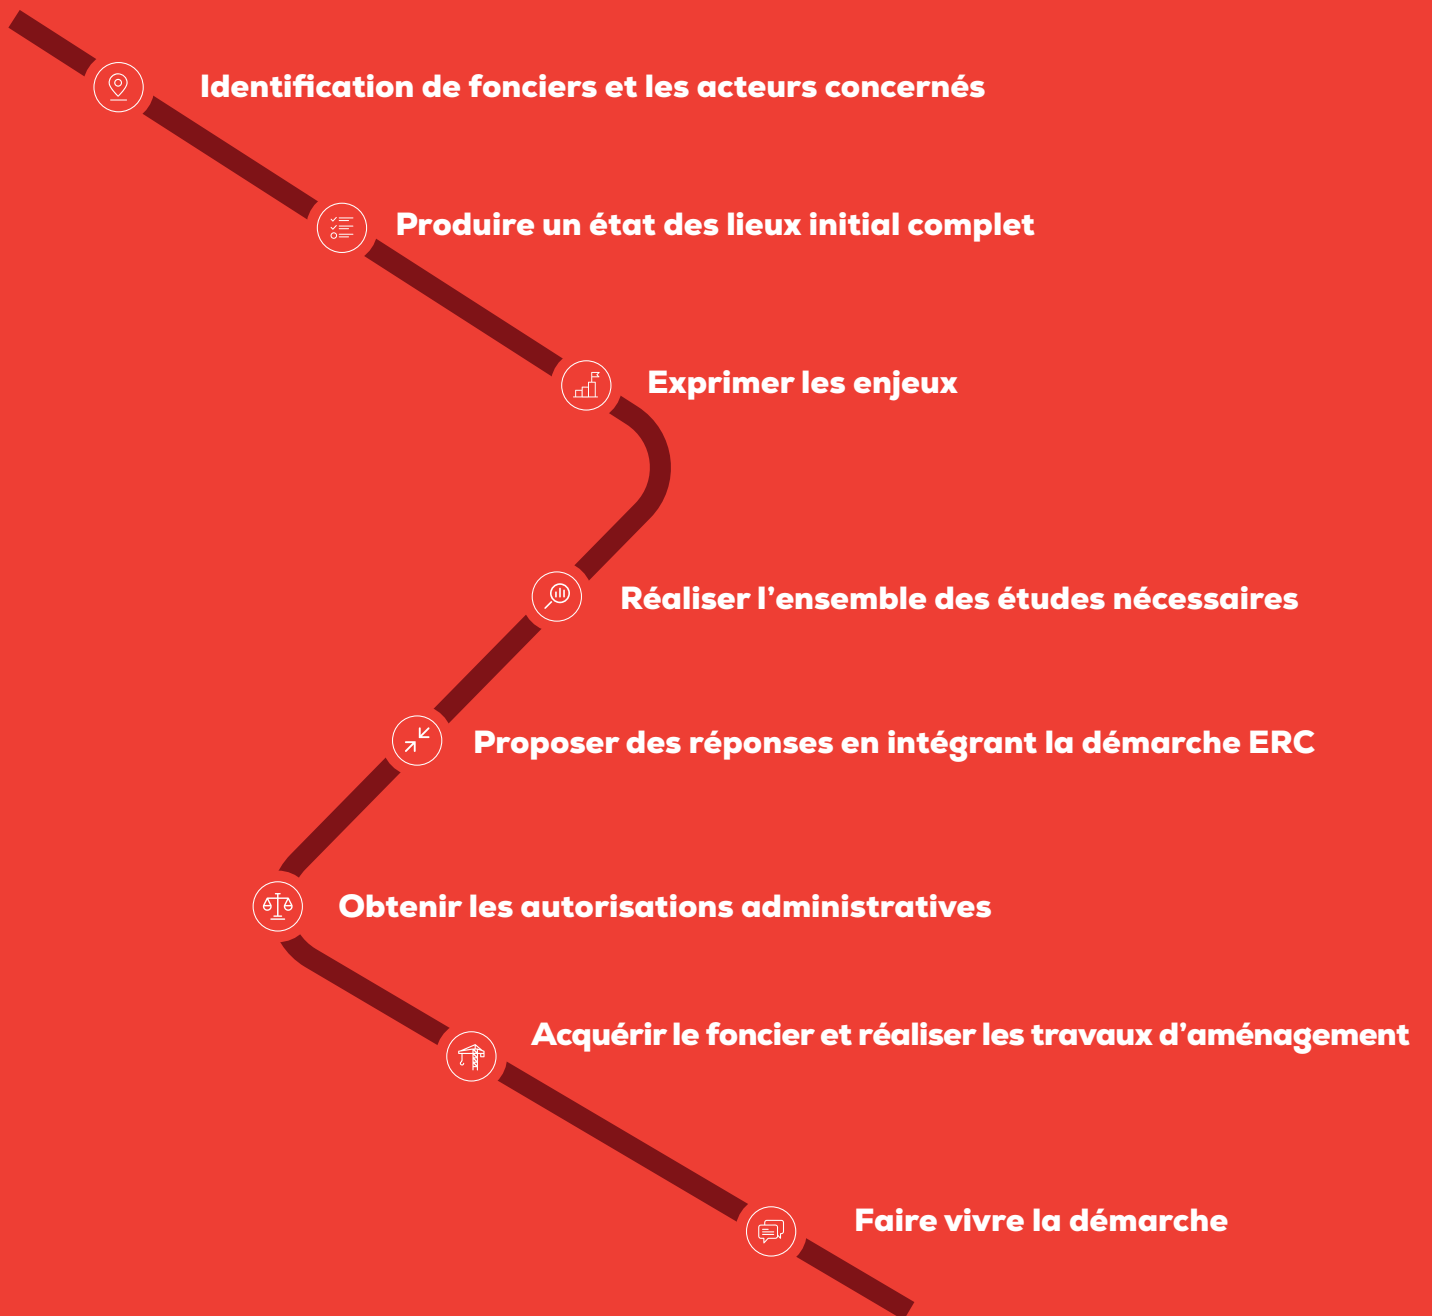 Identification de fonciers et les acteurs concernés
Produire un état des lieux initial complet
Exprimer les enjeux
Réaliser l’ensemble des études nécessaires
Proposer des réponses en intégrant la démarche ERC
Obtenir les autorisations administratives
Acquérir le foncier et réaliser les travaux d’aménagement
Faire vivre la démarche